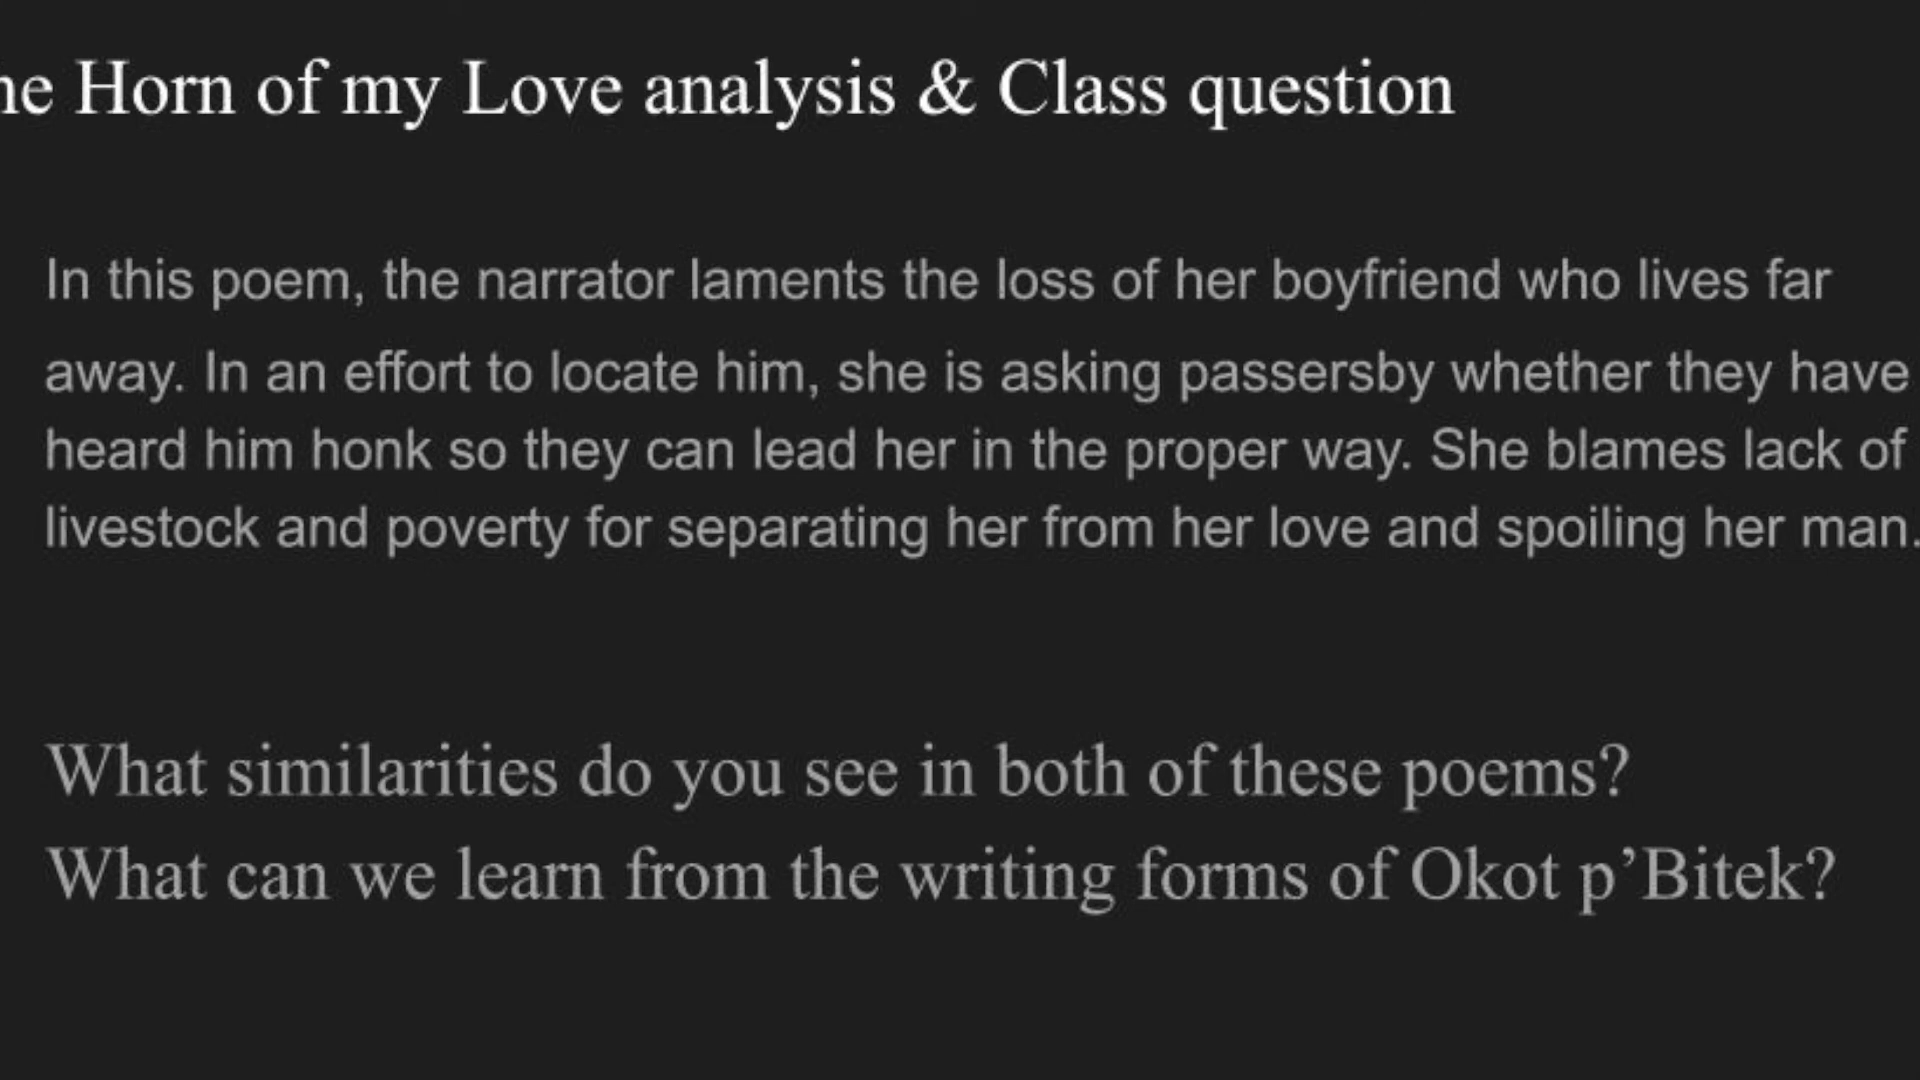 he Horn of my Love analysis & Class question
In this poem, the narrator laments the loss of her boyfriend who lives far
away. In an effort to locate him, she is asking passersby whether they have
heard him honk so they can lead her in the proper way. She blames lack of
livestock and poverty for separating her from her love and spoiling her man.
What similarities do you see in both of these poems?
What can we learn from the writing forms of Okot p’Bitek?